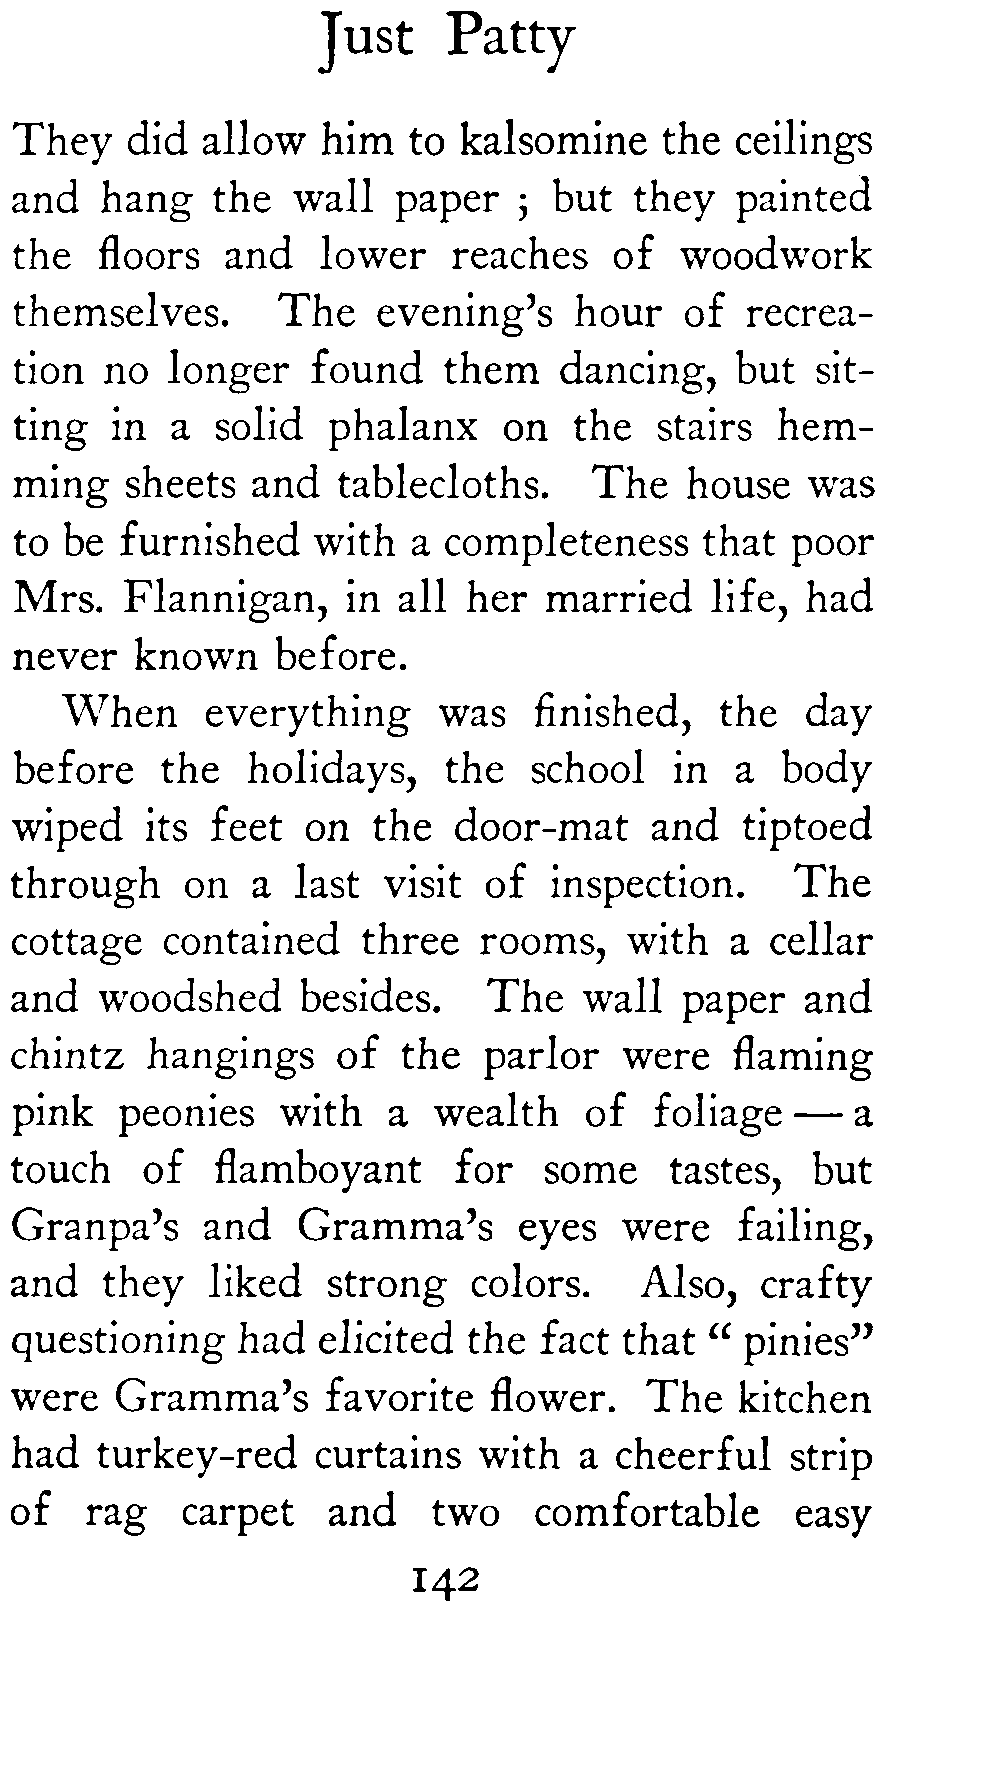 Just Patty
They did allow him to kalsomine the ceilings
and hang the wall paper ; but they painted
the floors and lower reaches of woodwork
themselves. The evening's hour of recrea-
tion no longer found them dancing, but sit-
ting in a solid phalanx on the stairs hem-
ming sheets and tablecloths. The house was
to be furnished with a completeness that poor
Mrs. Flannigan, in all her married life, had
never known before.
When everything was finished, the day
before the holidays, the school in a body
wiped its feet on the door-mat and tiptoed
through on a last visit of inspection. The
cottage contained three rooms, with a cellar
and woodshed besides. The wall paper and
chintz hangings of the parlor were flaming
pink peonies with a wealth of foliage — a
touch of flamboyant for some tastes, but
Granpa's and Gramma's eyes were failing,
and they liked strong colors. Also, crafty
questioning had elicited the fact that “ pinies”
were Gramma's favorite flower. The kitchen
had turkey-red curtains with a cheerful strip
of rag carpet and two comfortable easy
142